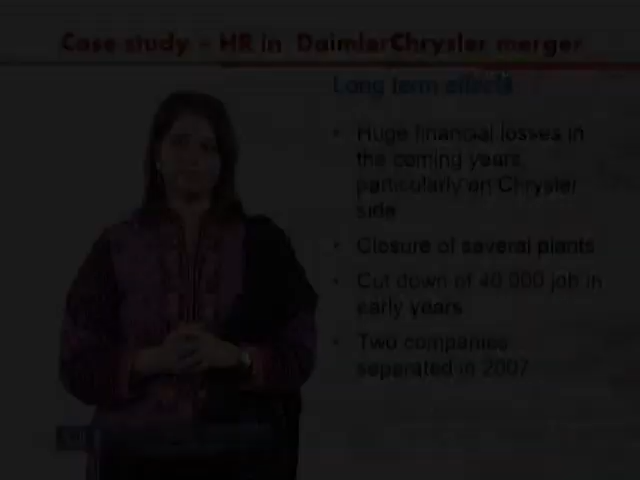 Case study – HR in DaimlerChrysler merger
Long term effects
• Huge financial losses in
the coming years,
particularly on Chrysler
side
• Closure of several plants
• Cut down of 40,000 job in
early years
• Two companies
separated in 2007